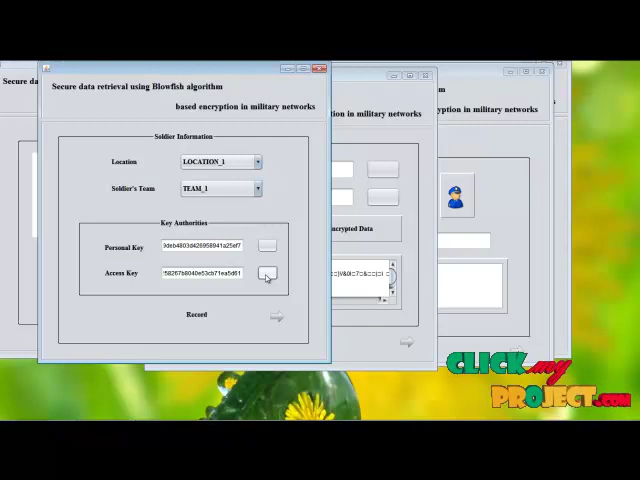 Secure da
Secure data retrieval using Blowfish algorithm
based encryption in military networks
Soldier Information
Location
LOCATION_1
Soldier's Team
TEAM_1
Key Authorities
Personal Key
Access Key
Record
ncryption in military networks
ncrypted Data
yption in military networks
CLICK my
PROJECT.COM